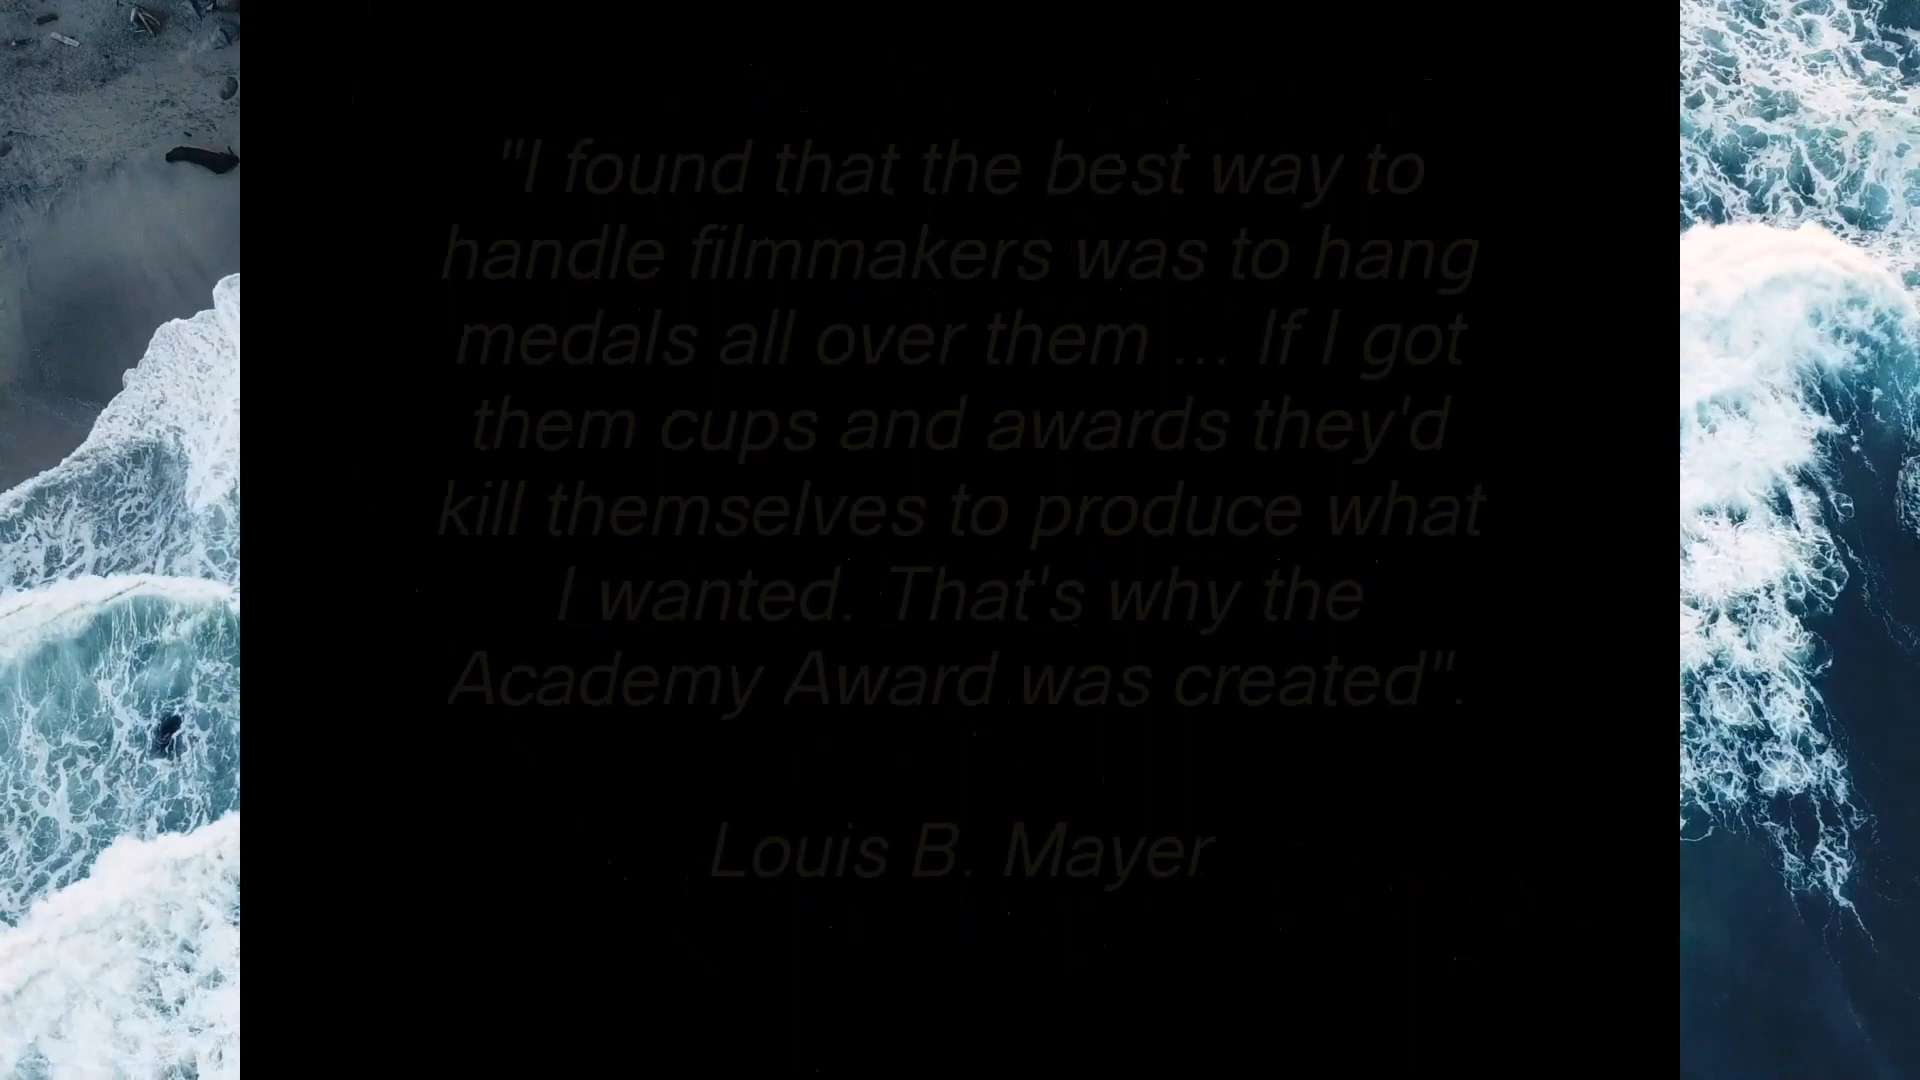 "I found that the best way to
handle filmmakers was to hang
medals all over them ... If I got
them cups and awards they'd
kill themselves to produce what
I wanted. That's why the
Academy Award was created".
Louis B. Mayer